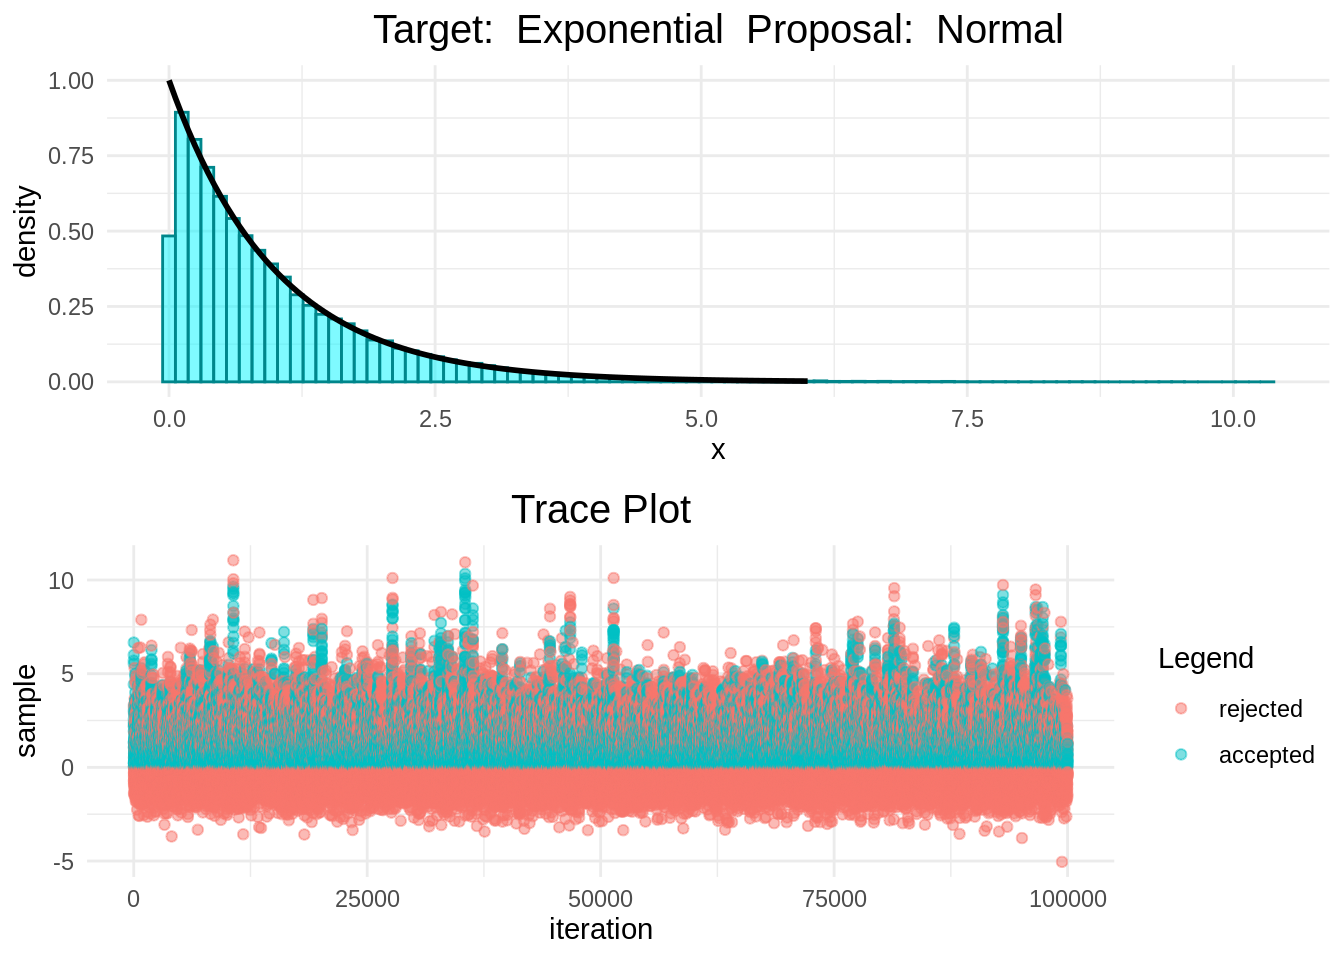 Target:  Exponential  Proposal:  Normal
1.00
0.75
0.50
0.25
0.00
density
0.0 2.5 5.0 7.5 10.0
x
Trace Plot
10
5
0
-5
sample
0 25000 50000 75000 100000
iteration
Legend
rejected
accepted